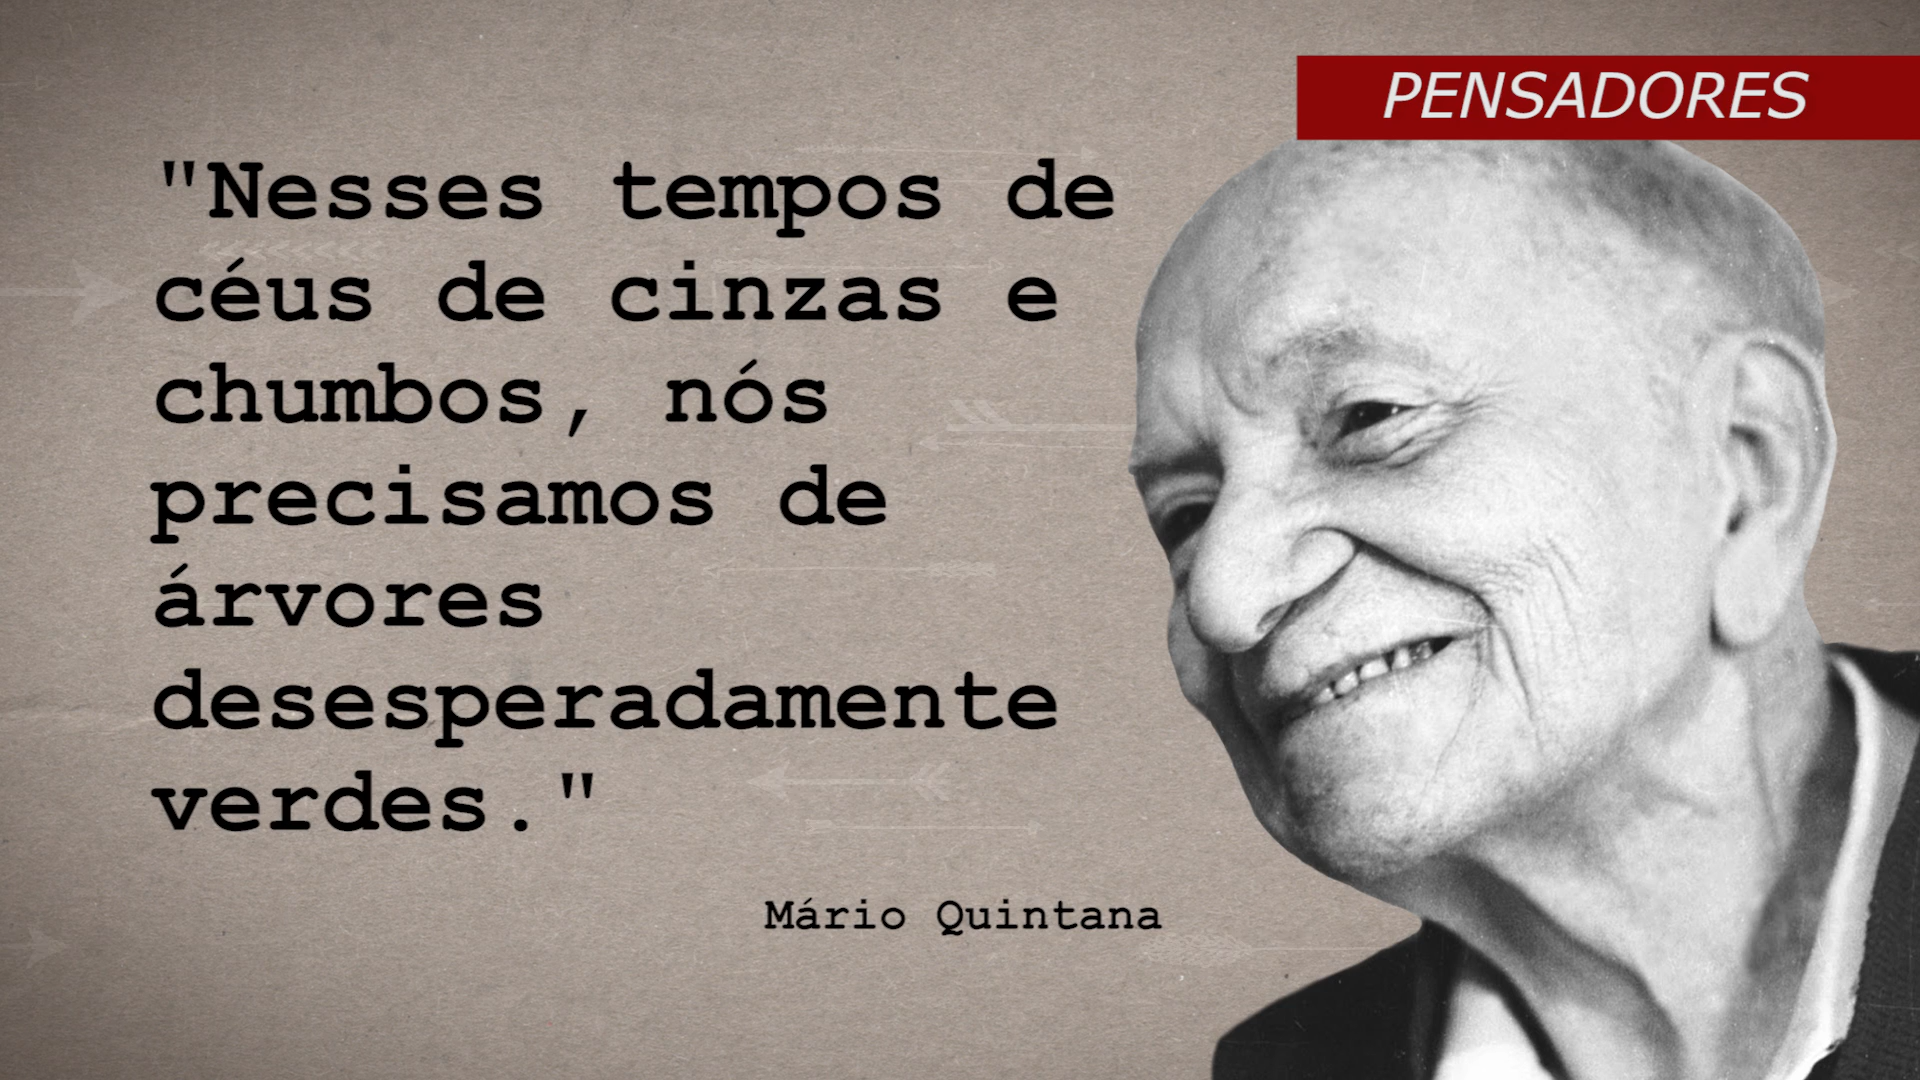 PENSADORES
"Nesses tempos de
céus de cinzas e
chumbos, nós
precisamos de
árvores
desesperadamente
verdes."
Mário Quintana